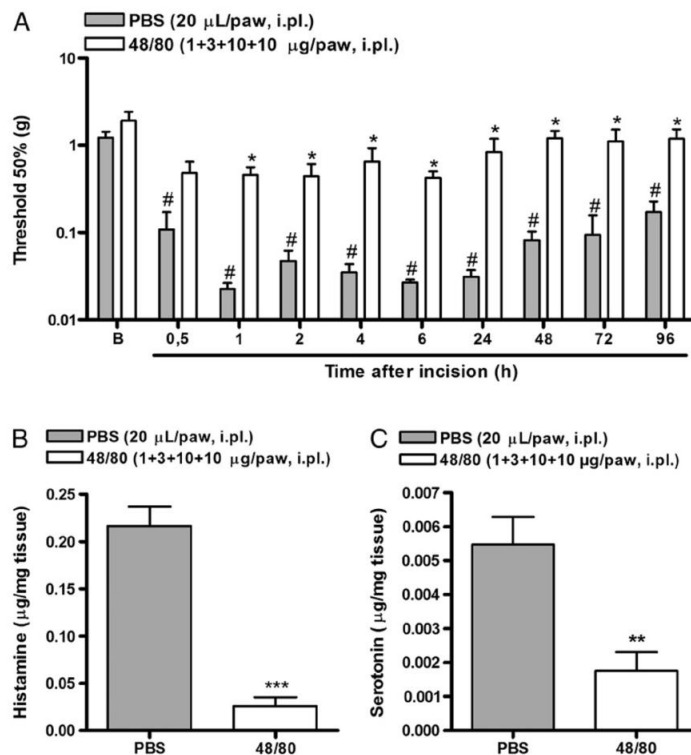 A
PBS (20 μL/paw, i.pl.)
48/80 (1+3+10+10 μg/paw, i.pl.)
Threshold 50% (g)
10
1
0.1
0.01
# # # # # # # # #
* * * * * * * *
B 0,5 1 2 4 6 24 48 72 96
Time after incision (h)
B
PBS (20 μL/paw, i.pl.)
48/80 (1+3+10+10 μg/paw, i.pl.)
Histamine (μg/mg tissue)
0.25
0.20
0.15
0.10
0.05
0.00
***
PBS 48/80
C
PBS (20 μL/paw, i.pl.)
48/80 (1+3+10+10 μg/paw, i.pl.)
Serotonin (μg/mg tissue)
0.007
0.006
0.005
0.004
0.003
0.002
0.001
0.000
**
PBS 48/80